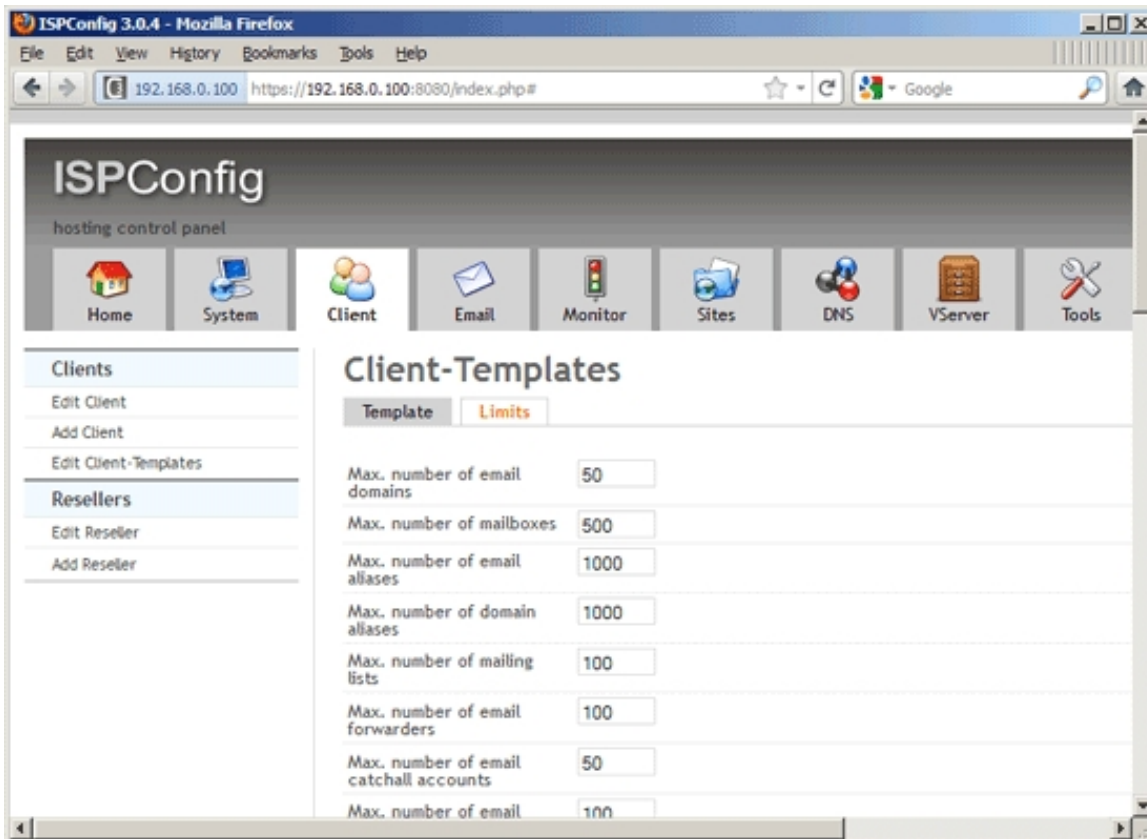 ISPConfig 3.0.4 - Mozilla Firefox
File Edit View History Bookmarks Tools Help
192.168.0.100 https://192.168.0.100:8080/index.php# Google
ISPConfig
hosting control panel
Home System Client Email Monitor Sites DNS VServer Tools
Clients
Edit Client
Add Client
Edit Client-Templates
Resellers
Edit Reseller
Add Reseller
Client-Templates
Template Limits
Max. number of email
domains 50
Max. number of mailboxes 500
Max. number of email
aliases 1000
Max. number of domain
aliases 1000
Max. number of mailing
lists 100
Max. number of email
forwarders 100
Max. number of email
catchall accounts 50
Max. number of email 100